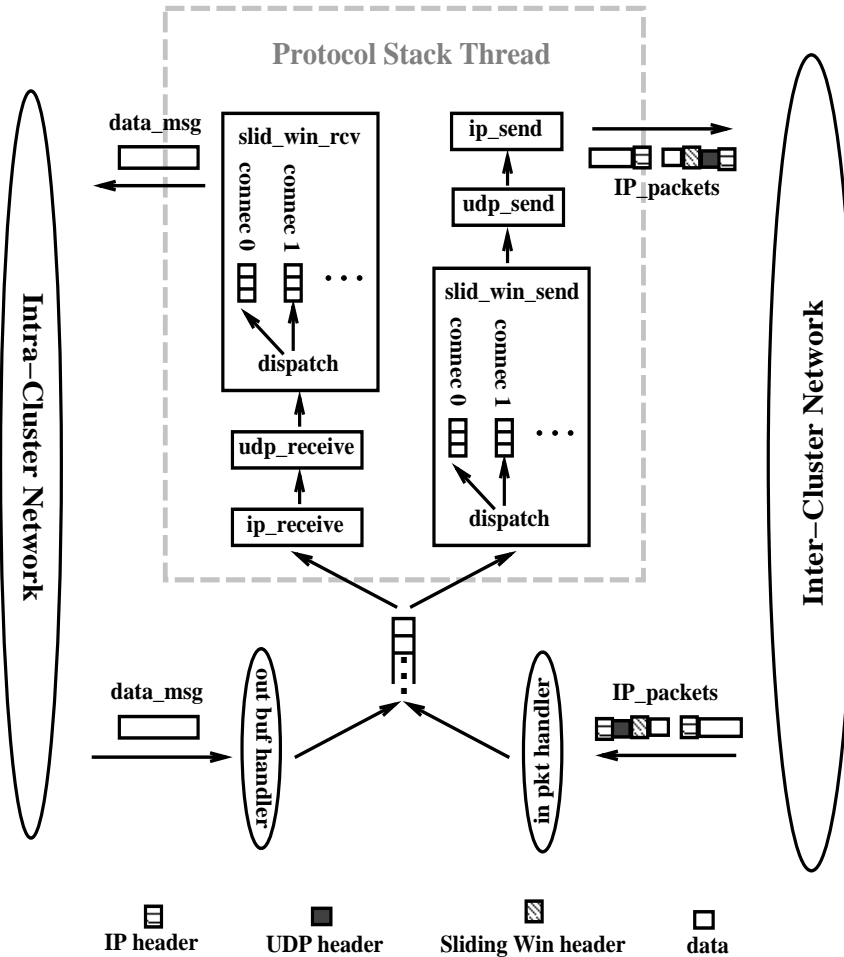 Protocol Stack Thread
data_msg
slid_win_rcv
connec 0
connec 1
. . .
dispatch
udp_receive
ip_receive
ip_send
udp_send
slid_win_send
connec 0
connec 1
. . .
dispatch
IP_packets
Intra−Cluster Network
Inter−Cluster Network
data_msg
out buf handler
in pkt handler
IP_packets
IP header
UDP header
Sliding Win header
data